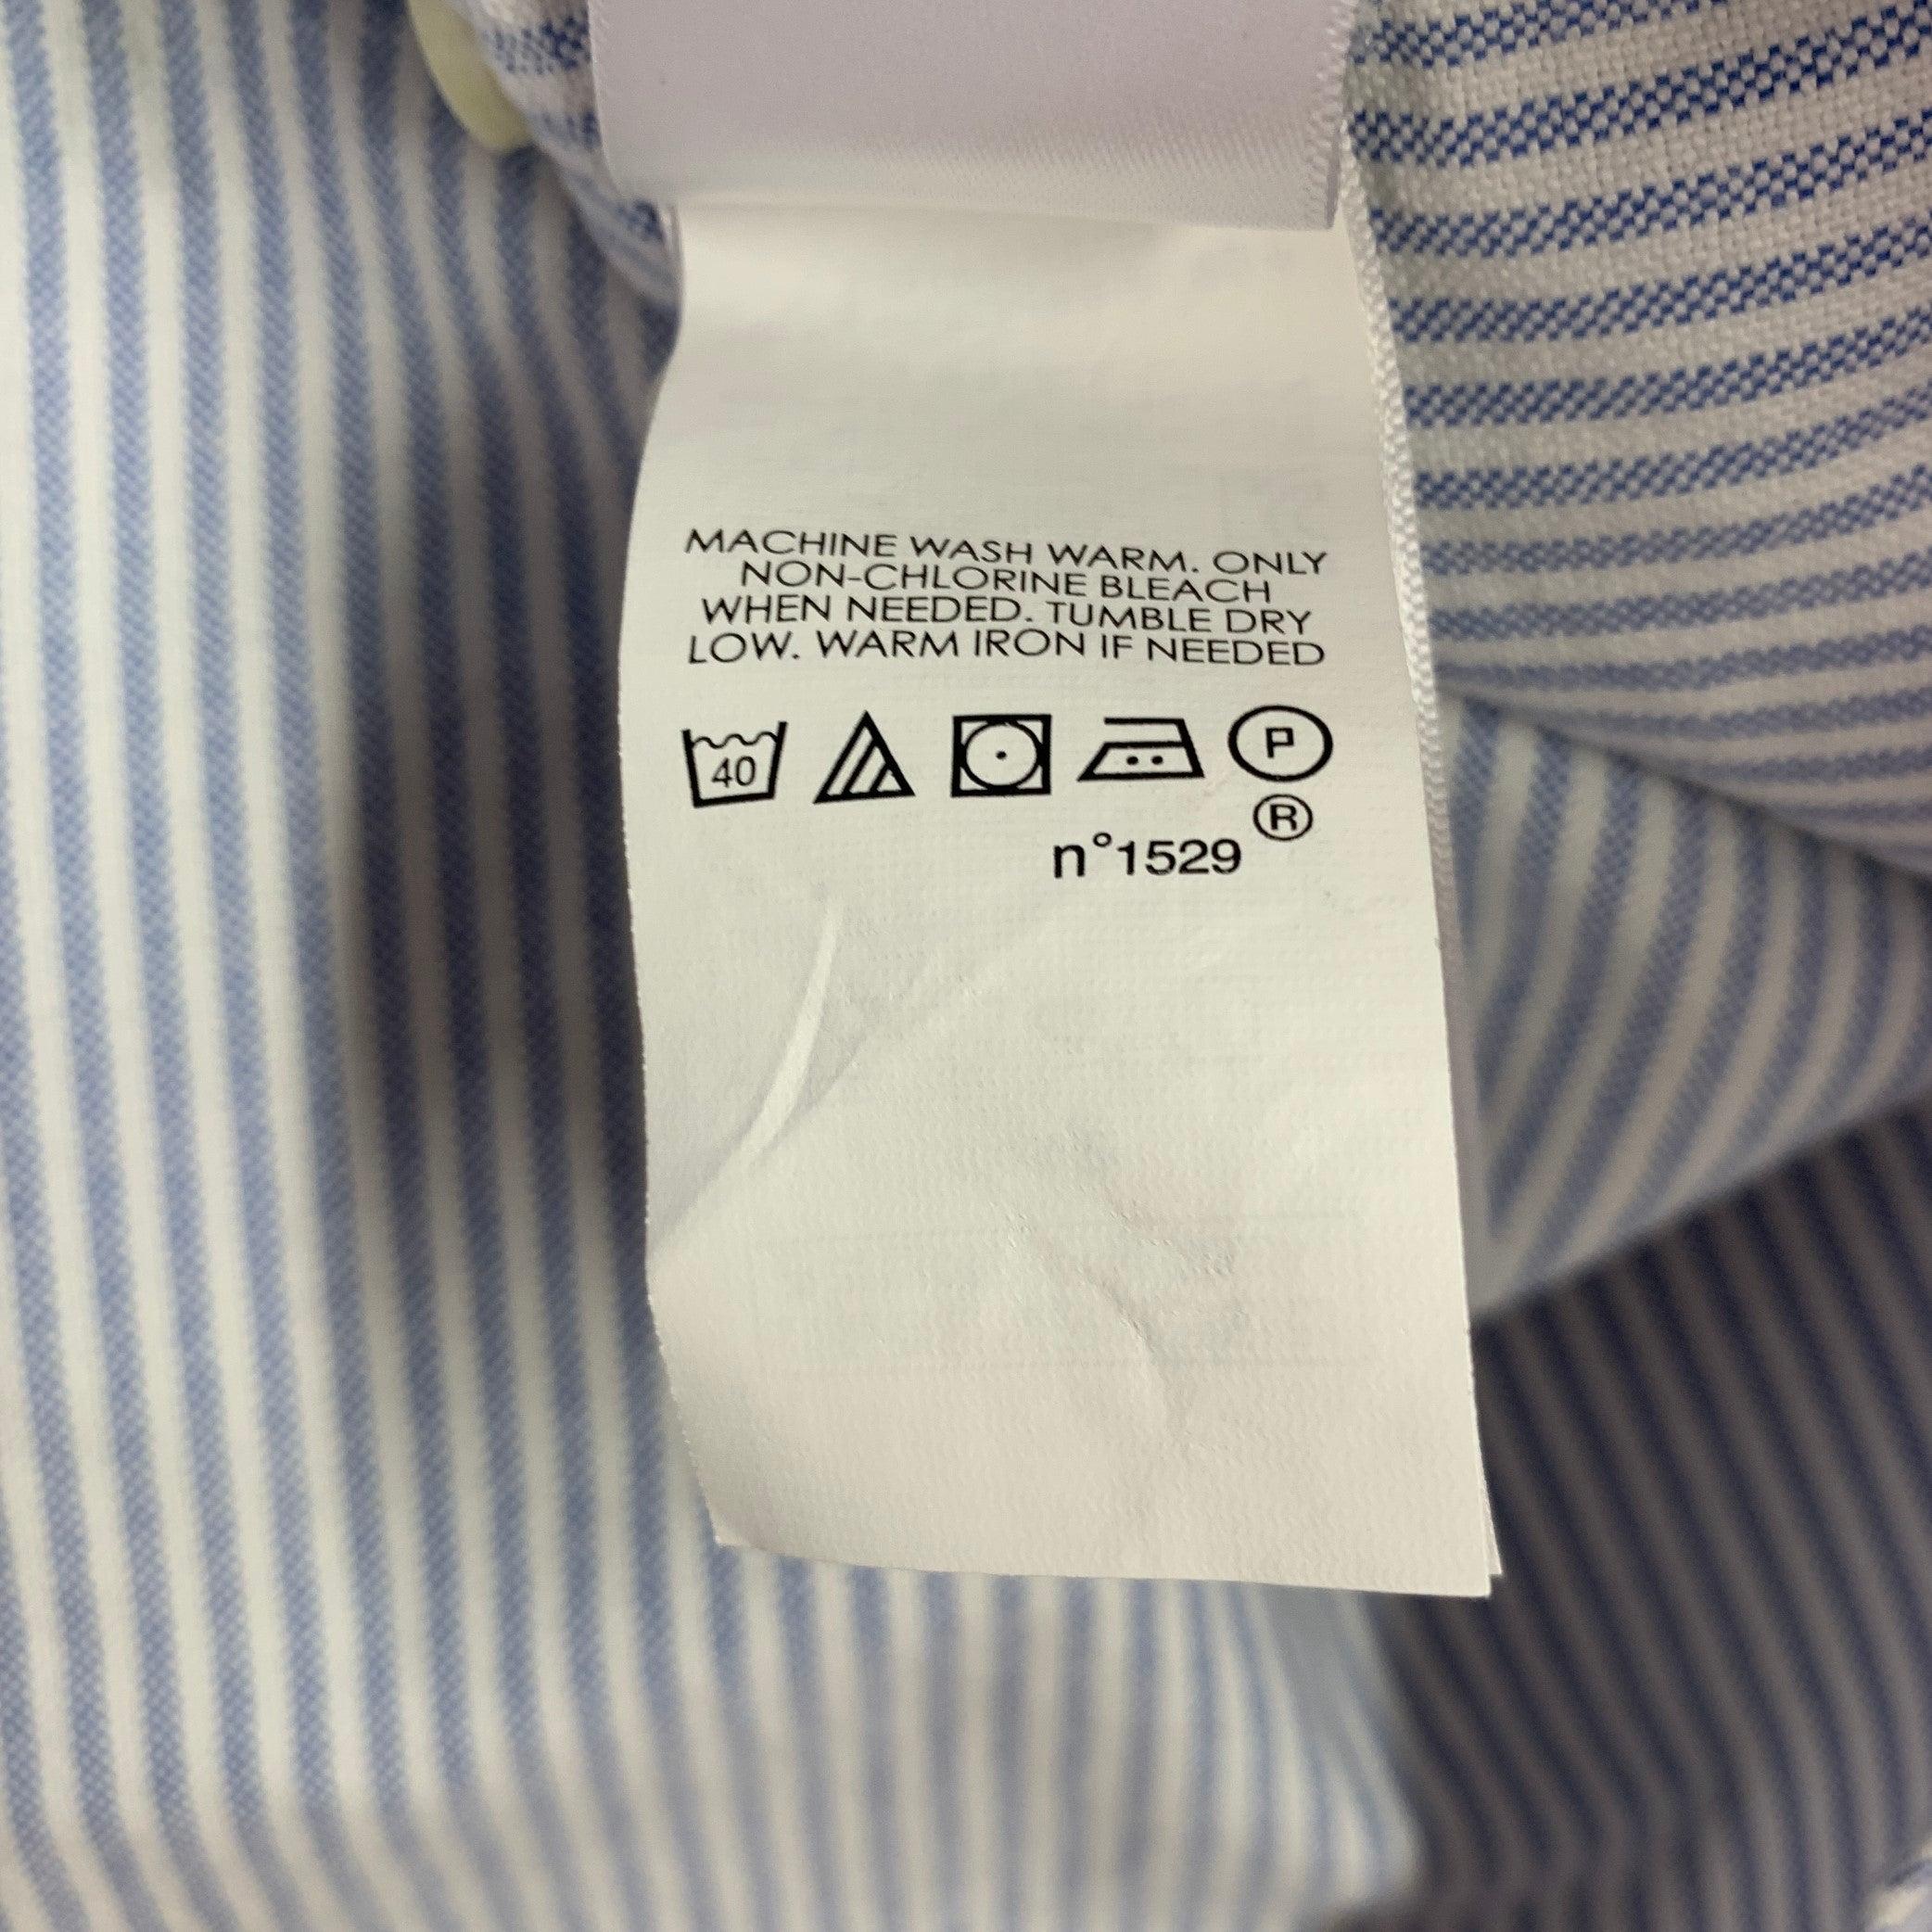 MACHINE WASH WARM. ONLY
NON-CHLORINE BLEACH
WHEN NEEDED. TUMBLE DRY
LOW. WARM IRON IF NEEDED
40 P
®
n°1529